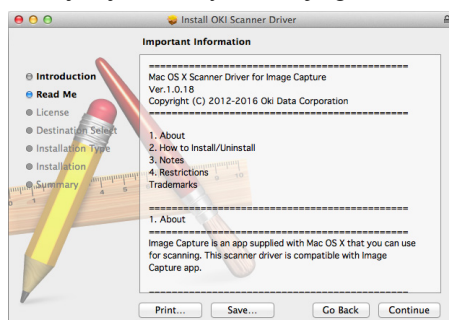 Install OKI Scanner Driver
Important Information
Introduction
Read Me
License
Destination Select
Installation Type
Installation
Summary
==============================================
Mac OS X Scanner Driver for Image Capture
Ver.1.0.18
Copyright (C) 2012-2016 Oki Data Corporation
==============================================
1. About
2. How to Install/Uninstall
3. Notes
4. Restrictions
Trademarks
==============================================
1. About
==============================================
Image Capture is an app supplied with Mac OS X that you can use
for scanning. This scanner driver is compatible with Image
Capture app.
==============================================
Print...
Save...
Go Back
Continue